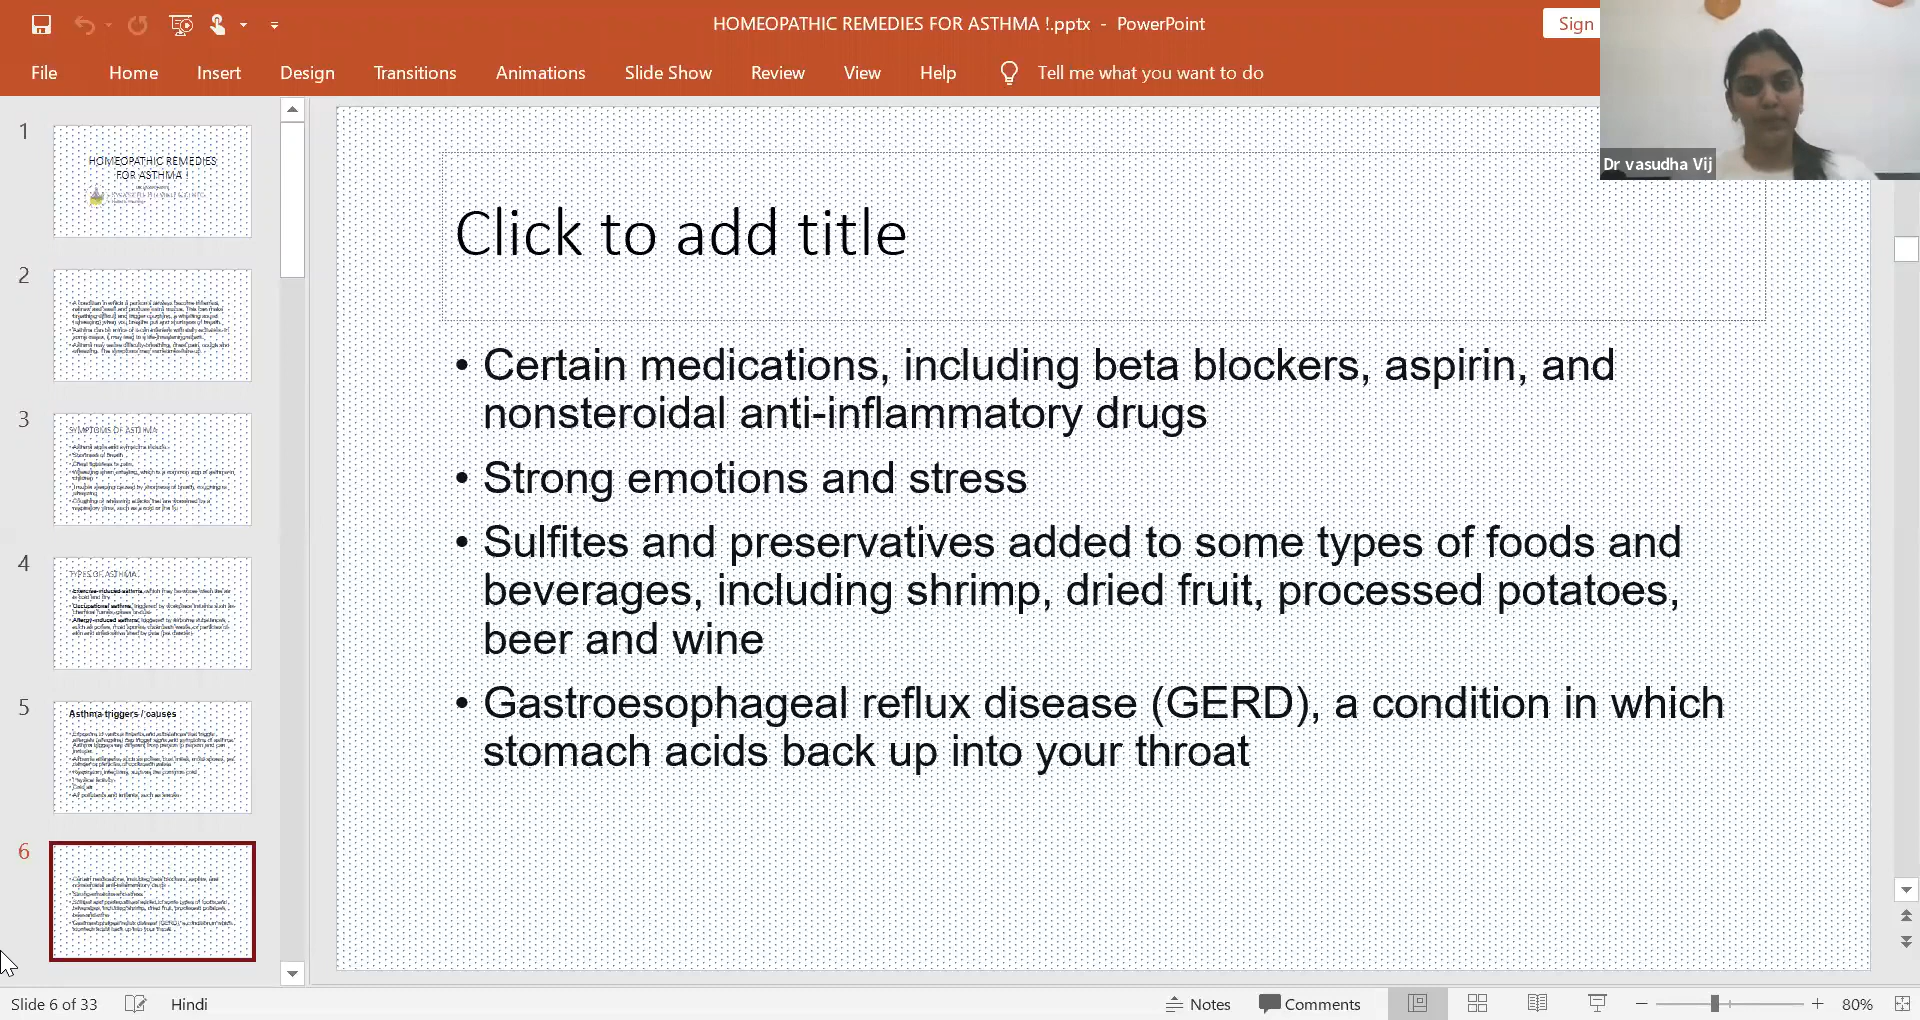 HOMEOPATHIC REMEDIES FOR ASTHMA !.pptx - PowerPoint
Sign
File Home Insert Design Transitions Animations Slide Show Review View Help Tell me what you want to do
Dr vasudha Vij
1
HOMEOPATHIC REMEDIES
FOR ASTHMA !
2
3
SYMPTOMS OF ASTHMA
4
TYPES OF ASTHMA
5
Asthma triggers / causes
6
Click to add title
• Certain medications, including beta blockers, aspirin, and
nonsteroidal anti-inflammatory drugs
• Strong emotions and stress
• Sulfites and preservatives added to some types of foods and
beverages, including shrimp, dried fruit, processed potatoes,
beer and wine
• Gastroesophageal reflux disease (GERD), a condition in which
stomach acids back up into your throat
Slide 6 of 33 Hindi Notes Comments 80%